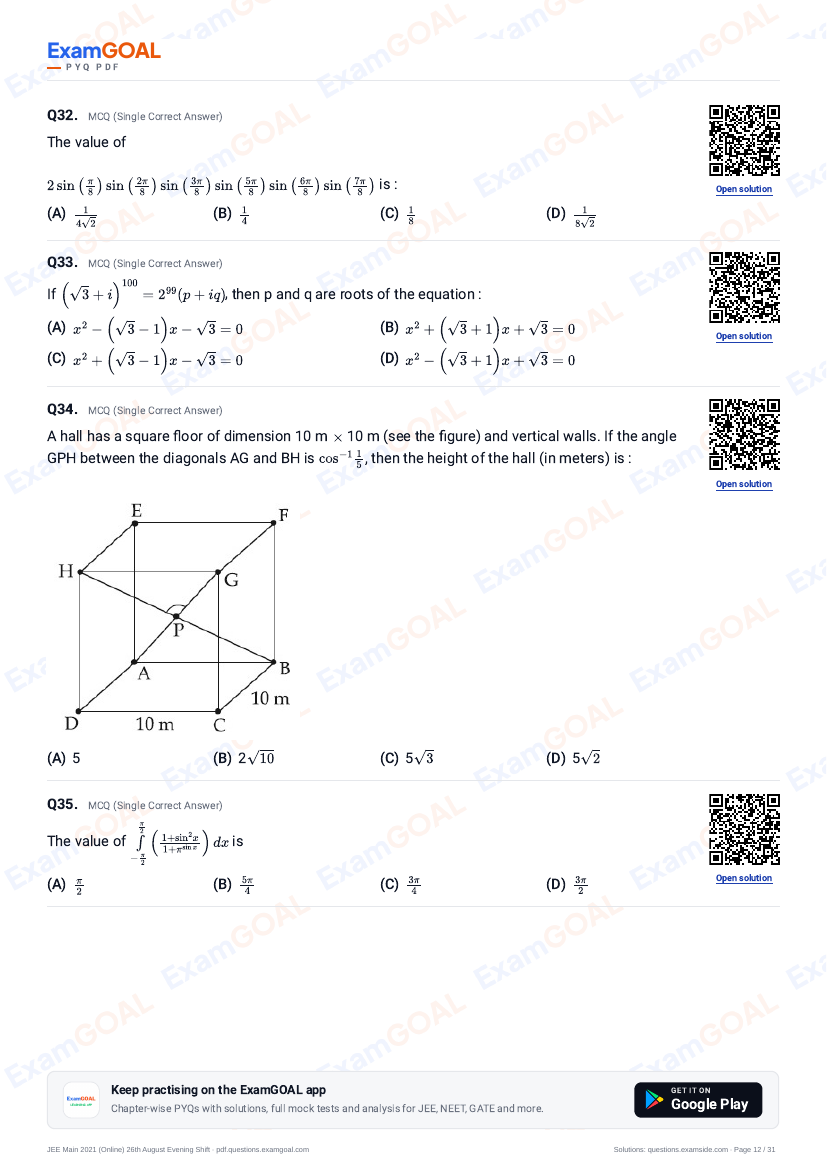 ExamGOAL
PYQ PDF
Q32. MCQ (Single Correct Answer)
The value of
2 sin (π/8) sin (2π/8) sin (3π/8) sin (5π/8) sin (6π/8) sin (7π/8) is :
(A) 1/(4√2) (B) 1/4 (C) 1/8 (D) 1/(8√2)
Open solution
Q33. MCQ (Single Correct Answer)
If (√3 + i)^100 = 2^99(p + iq), then p and q are roots of the equation :
(A) x² − (√3 − 1)x − √3 = 0 (B) x² + (√3 + 1)x + √3 = 0
(C) x² + (√3 − 1)x − √3 = 0 (D) x² − (√3 + 1)x + √3 = 0
Open solution
Q34. MCQ (Single Correct Answer)
A hall has a square floor of dimension 10 m × 10 m (see the figure) and vertical walls. If the angle
GPH between the diagonals AG and BH is cos⁻¹ 1/5, then the height of the hall (in meters) is :
Open solution
E F
H G
P
A B
10 m
D 10 m C
(A) 5 (B) 2√10 (C) 5√3 (D) 5√2
Q35. MCQ (Single Correct Answer)
The value of ∫_{−π/2}^{π/2} ((1+sin²x)/(1+π^{sin x})) dx is
(A) π/2 (B) 5π/4 (C) 3π/4 (D) 3π/2
Open solution
Keep practising on the ExamGOAL app
Chapter-wise PYQs with solutions, full mock tests and analysis for JEE, NEET, GATE and more.
GET IT ON
Google Play
JEE Main 2021 (Online) 26th August Evening Shift · pdf.questions.examgoal.com Solutions: questions.examside.com · Page 12 / 31